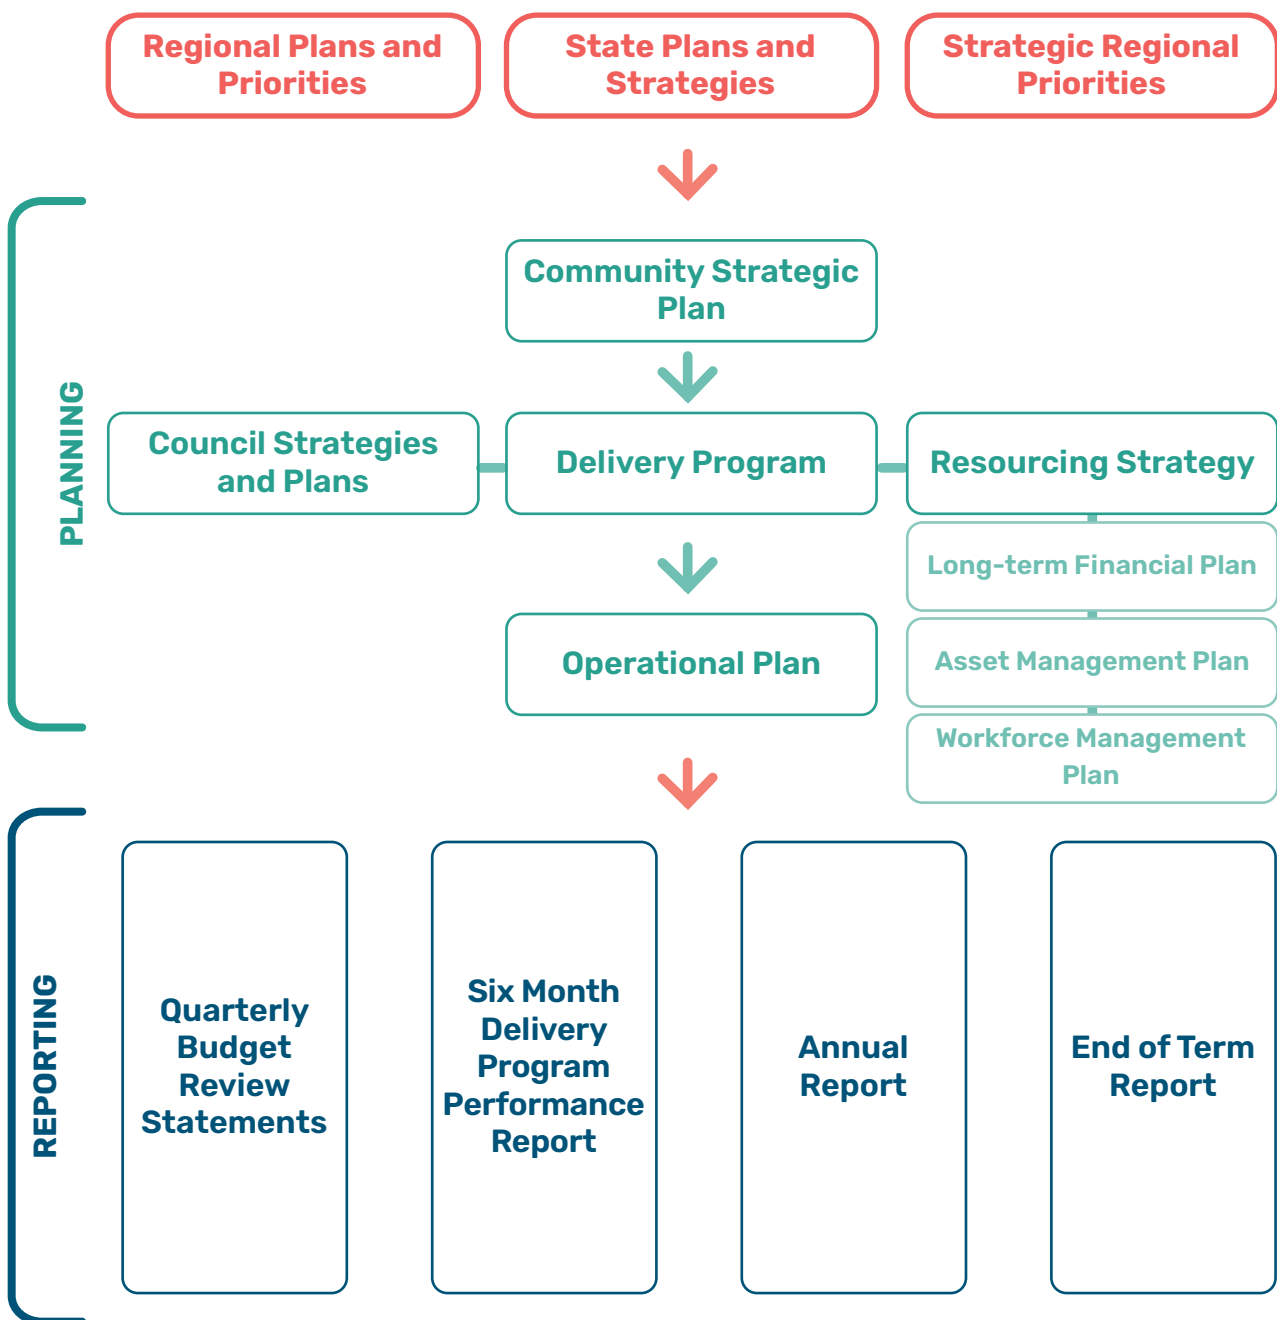 Regional Plans and
Priorities
State Plans and
Strategies
Strategic Regional
Priorities
PLANNING
Community Strategic
Plan
Council Strategies
and Plans
Delivery Program
Resourcing Strategy
Long-term Financial Plan
Operational Plan
Asset Management Plan
Workforce Management
Plan
REPORTING
Quarterly
Budget
Review
Statements
Six Month
Delivery
Program
Performance
Report
Annual
Report
End of Term
Report